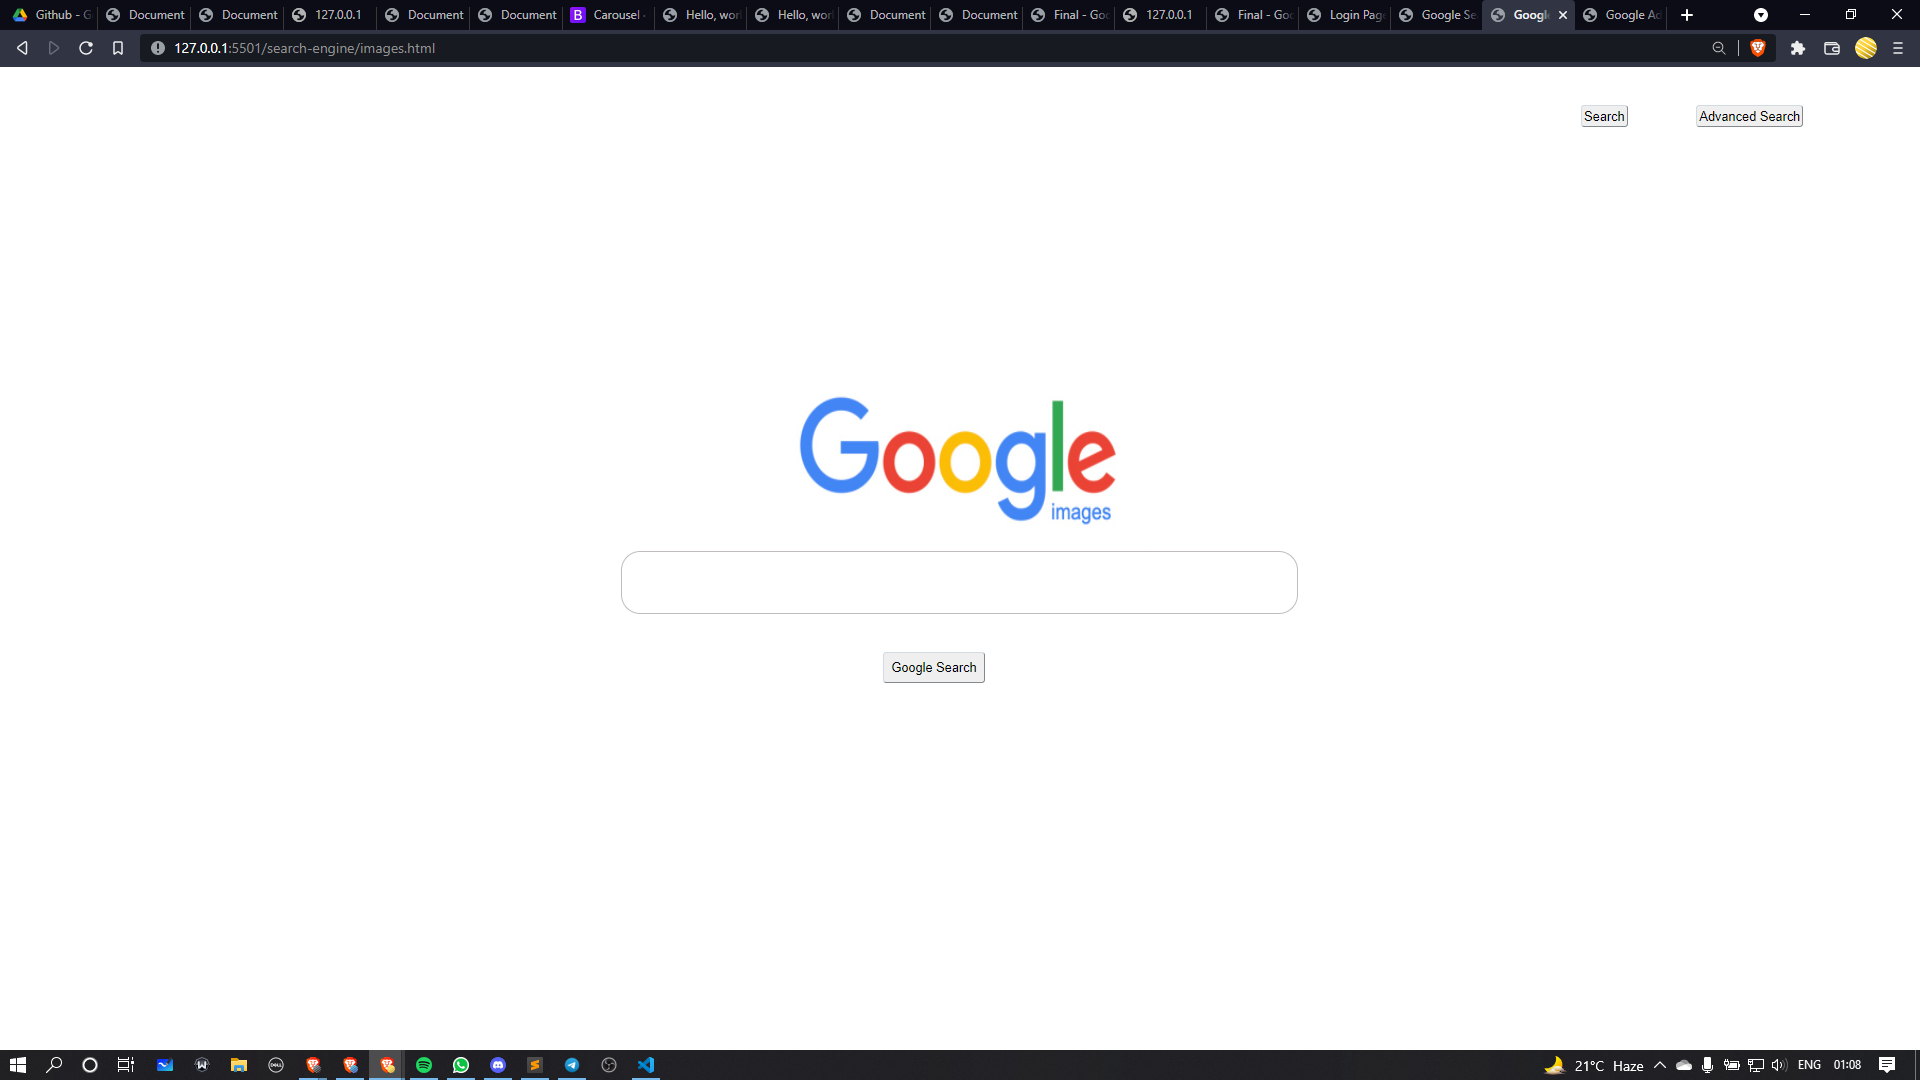 Github - G Document Document 127.0.0.1 Document Document Carousel Hello, wor Hello, wor Document Document Final - Goo 127.0.0.1 Final - Goo Login Page Google Se Google Google Ad
127.0.0.1:5501/search-engine/images.html
Search Advanced Search
Google
images
Google Search
21°C Haze ENG 01:08